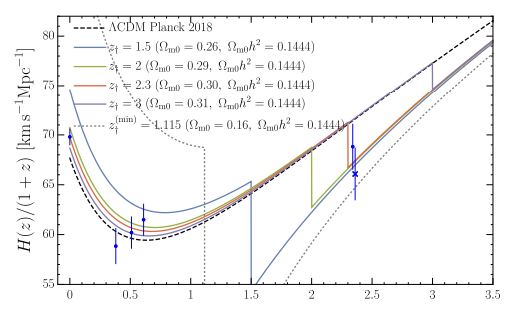 ΛCDM Planck 2018
z† = 1.5 (Ωm0 = 0.26, Ωm0h² = 0.1444)
z† = 2 (Ωm0 = 0.29, Ωm0h² = 0.1444)
z† = 2.3 (Ωm0 = 0.30, Ωm0h² = 0.1444)
z† = 3 (Ωm0 = 0.31, Ωm0h² = 0.1444)
z†(min) = 1.115 (Ωm0 = 0.16, Ωm0h² = 0.1444)
H(z)/(1 + z) [km s⁻¹Mpc⁻¹]
80
75
70
65
60
55
0 0.5 1 1.5 2 2.5 3 3.5